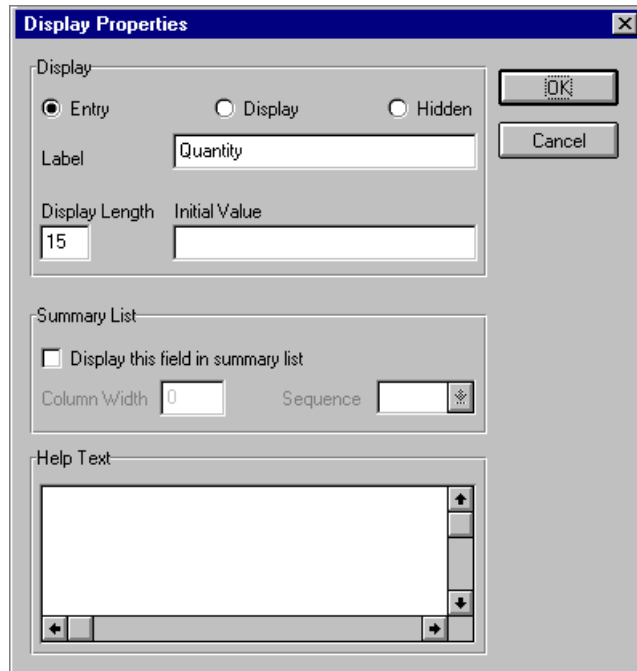 Display Properties
Display
Entry Display Hidden
OK
Label Quantity
Cancel
Display Length Initial Value
15
Summary List
Display this field in summary list
Column Width 0 Sequence
Help Text